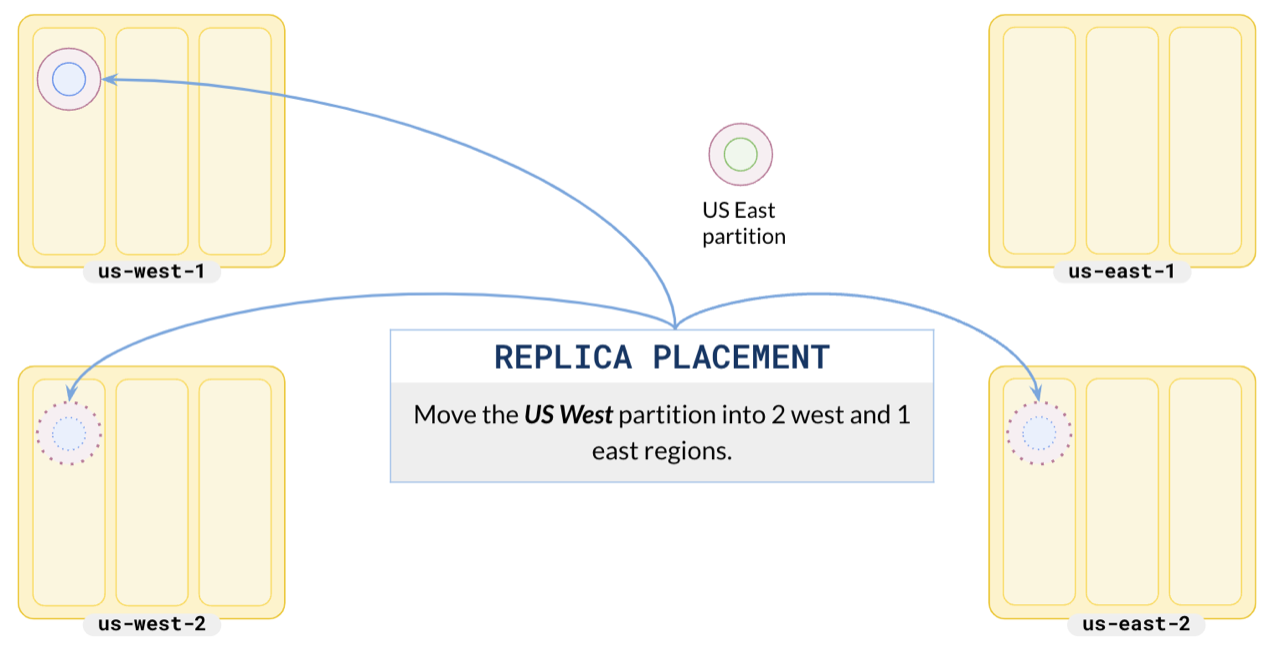 US East
partition
us-west-1
us-east-1
REPLICA PLACEMENT
Move the US West partition into 2 west and 1
east regions.
us-west-2
us-east-2